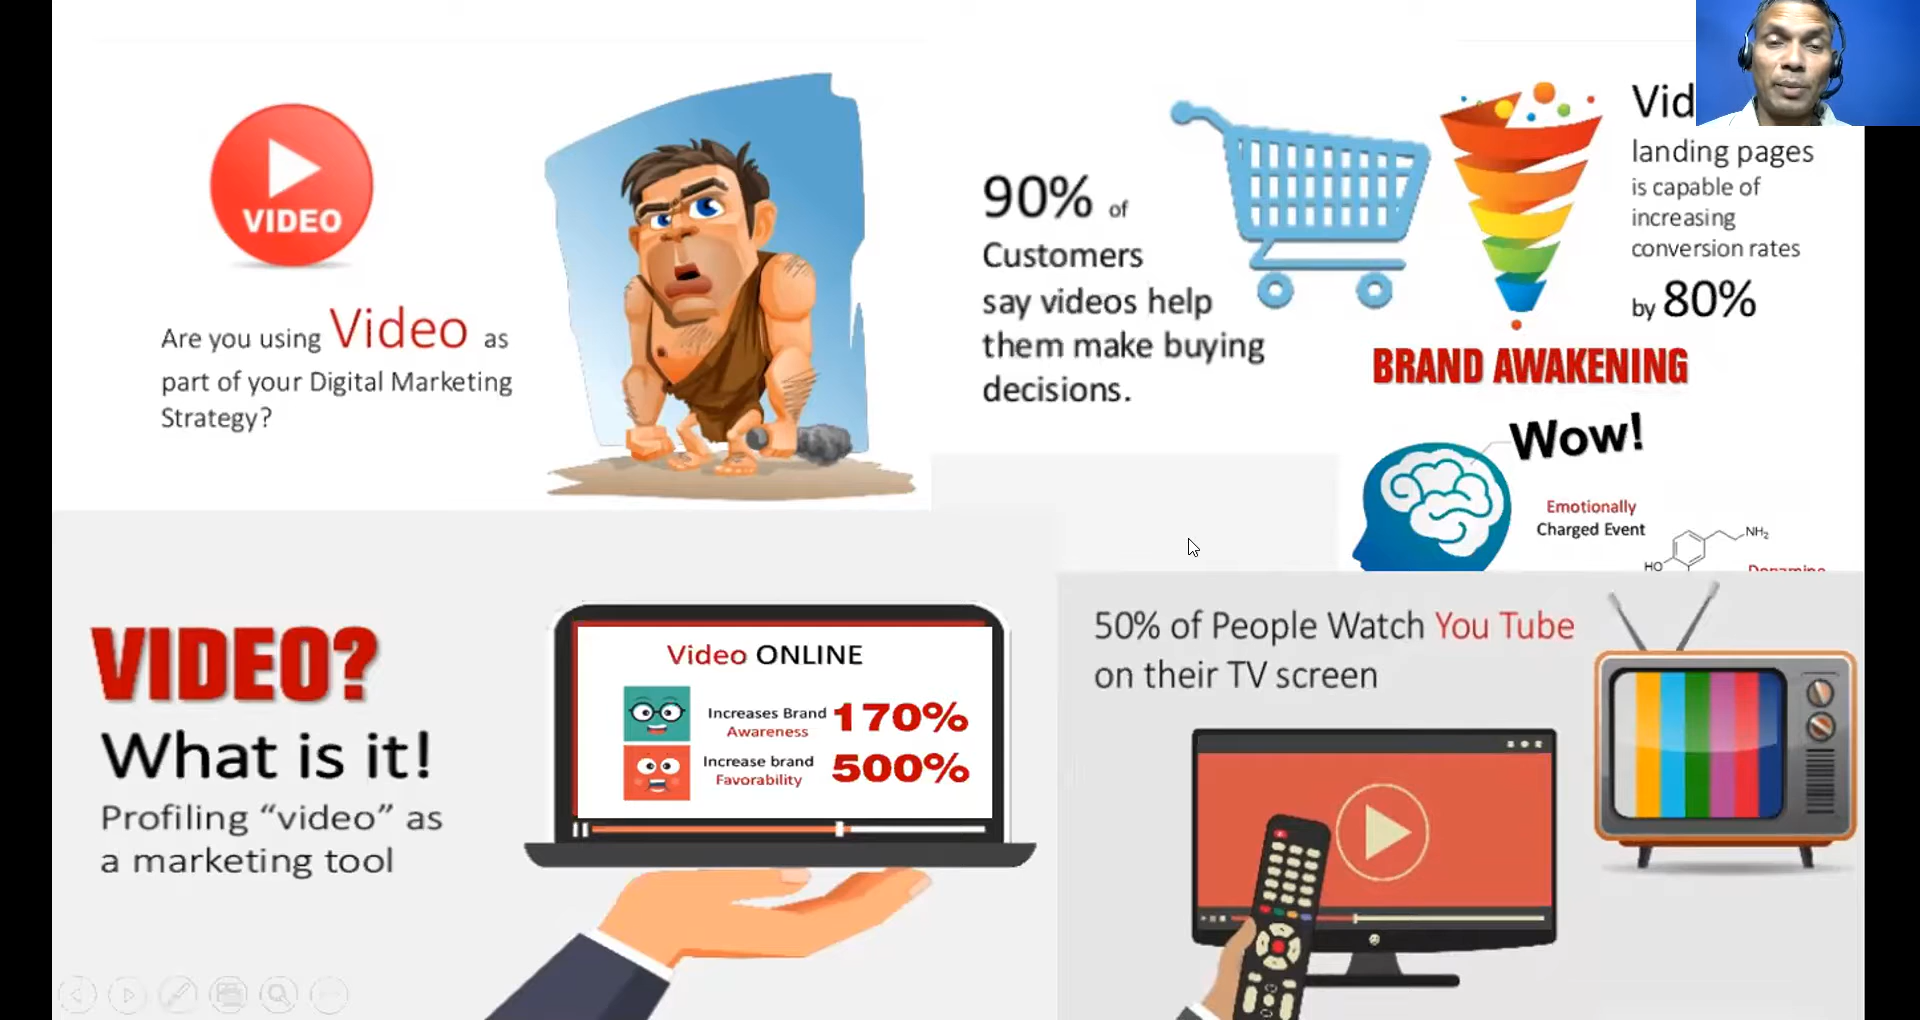 VIDEO
Are you using Video as
part of your Digital Marketing
Strategy?
90% of
Customers
say videos help
them make buying
decisions.
landing pages
is capable of
increasing
conversion rates
by 80%
BRAND AWAKENING
Wow!
Emotionally
Charged Event
NH₂
HO
VIDEO?
What is it!
Profiling “video” as
a marketing tool
Video ONLINE
Increases Brand
Awareness
170%
Increase brand
Favorability
500%
50% of People Watch You Tube
on their TV screen